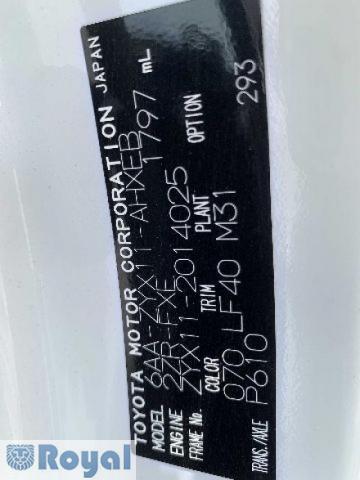 TOYOTA MOTOR CORPORATION JAPAN
MODEL 6AA-ZYX11-AHXEB
ENGINE 2ZR-FXE 1797 mL
FRAME No. ZYX11-2014025
COLOR TRIM PLANT OPTION
070 LF40 M31
TRANS./AXLE P610 293
Royal